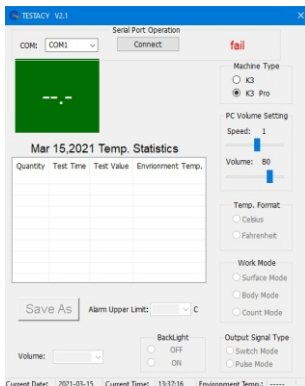 TESTACY V2.1
Serial Port Operation
COM: COM1 Connect fail
Machine Type
K3
K3 Pro
--.-
PC Volume Setting
Speed: 1
Volume: 80
Mar 15,2021 Temp. Statistics
Quantity Test Time Test Value Envrionment Temp.
Temp. Format
Celsius
Fahrenheit
Work Mode
Surface Mode
Body Mode
Count Mode
Save As Alarm Upper Limit: C
BackLight
OFF
ON
Output Signal Type
Switch Mode
Pulse Mode
Volume:
Current Date: 2021-03-15 Current Time: 13:37:16 Environment Temp.: -----